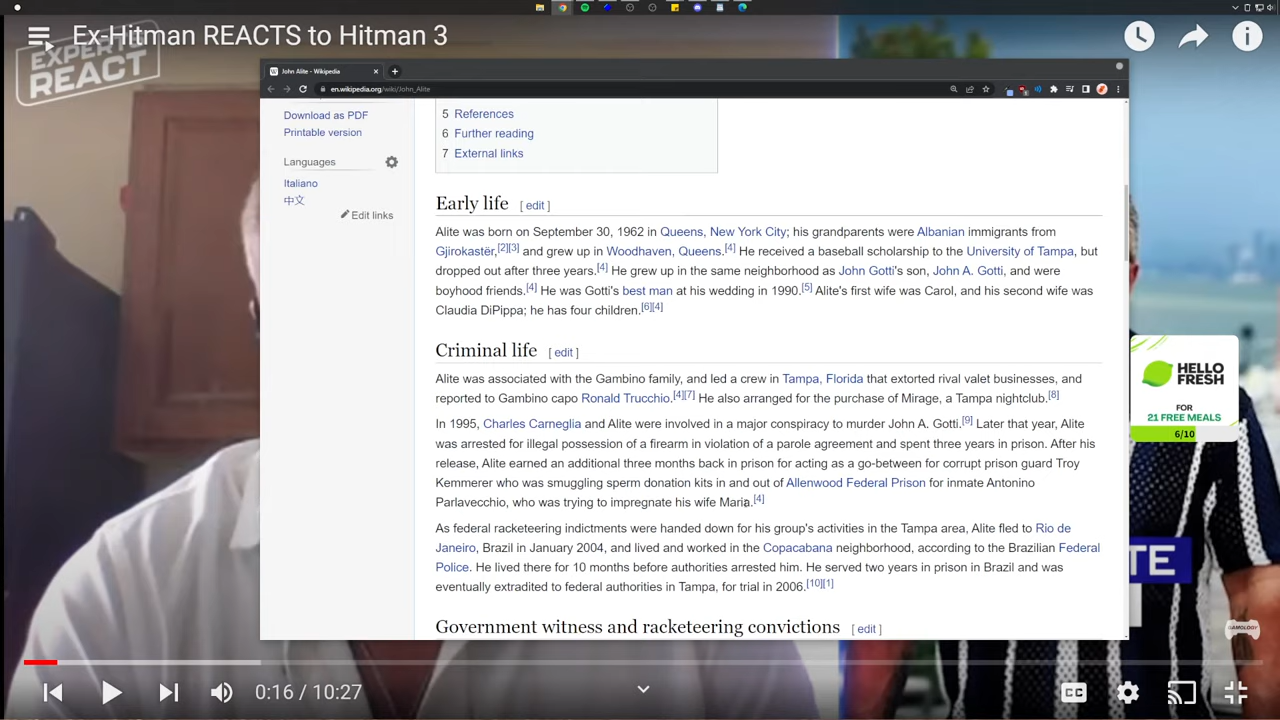 Ex-Hitman REACTS to Hitman 3
EXPERTS
REACT
John Alite - Wikipedia
en.wikipedia.org/wiki/John_Alite
Download as PDF
Printable version
Languages
Italiano
中文
Edit links
5 References
6 Further reading
7 External links
Early life [ edit ]
Alite was born on September 30, 1962 in Queens, New York City; his grandparents were Albanian immigrants from
Gjirokastër,[2][3] and grew up in Woodhaven, Queens.[4] He received a baseball scholarship to the University of Tampa, but
dropped out after three years.[4] He grew up in the same neighborhood as John Gotti's son, John A. Gotti, and were
boyhood friends.[4] He was Gotti's best man at his wedding in 1990.[5] Alite's first wife was Carol, and his second wife was
Claudia DiPippa; he has four children.[6][4]
Criminal life [ edit ]
Alite was associated with the Gambino family, and led a crew in Tampa, Florida that extorted rival valet businesses, and
reported to Gambino capo Ronald Trucchio.[4][7] He also arranged for the purchase of Mirage, a Tampa nightclub.[8]
In 1995, Charles Carneglia and Alite were involved in a major conspiracy to murder John A. Gotti.[9] Later that year, Alite
was arrested for illegal possession of a firearm in violation of a parole agreement and spent three years in prison. After his
release, Alite earned an additional three months back in prison for acting as a go-between for corrupt prison guard Troy
Kemmerer who was smuggling sperm donation kits in and out of Allenwood Federal Prison for inmate Antonino
Parlavecchio, who was trying to impregnate his wife Maria.[4]
As federal racketeering indictments were handed down for his group's activities in the Tampa area, Alite fled to Rio de
Janeiro, Brazil in January 2004, and lived and worked in the Copacabana neighborhood, according to the Brazilian Federal
Police. He lived there for 10 months before authorities arrested him. He served two years in prison in Brazil and was
eventually extradited to federal authorities in Tampa, for trial in 2006.[10][1]
Government witness and racketeering convictions [ edit ]
HELLO
FRESH
FOR
21 FREE MEALS
6/10
TE
GAMOLOGY
0:16 / 10:27
CC